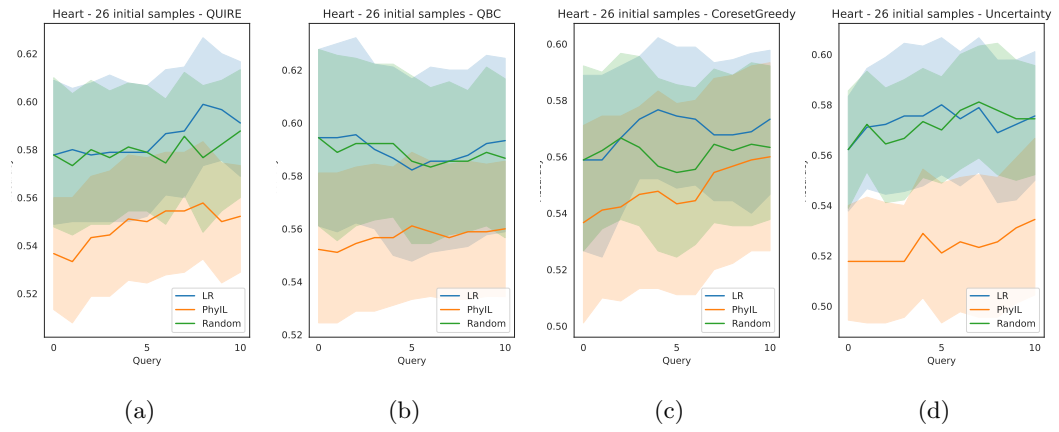 Heart - 26 initial samples - QUIRE
0.62
0.60
0.58
0.56
0.54
0.52
LR
PhyIL
Random
0
5
10
Query
(a)
Heart - 26 initial samples - QBC
0.62
0.60
0.58
0.56
0.54
0.52
LR
PhyIL
Random
0
5
10
Query
(b)
Heart - 26 initial samples - CoresetGreedy
0.60
0.58
0.56
0.54
0.52
0.50
LR
PhyIL
Random
0
5
10
Query
(c)
Heart - 26 initial samples - Uncertainty
0.60
0.58
0.56
0.54
0.52
0.50
LR
PhyIL
Random
0
5
10
Query
(d)